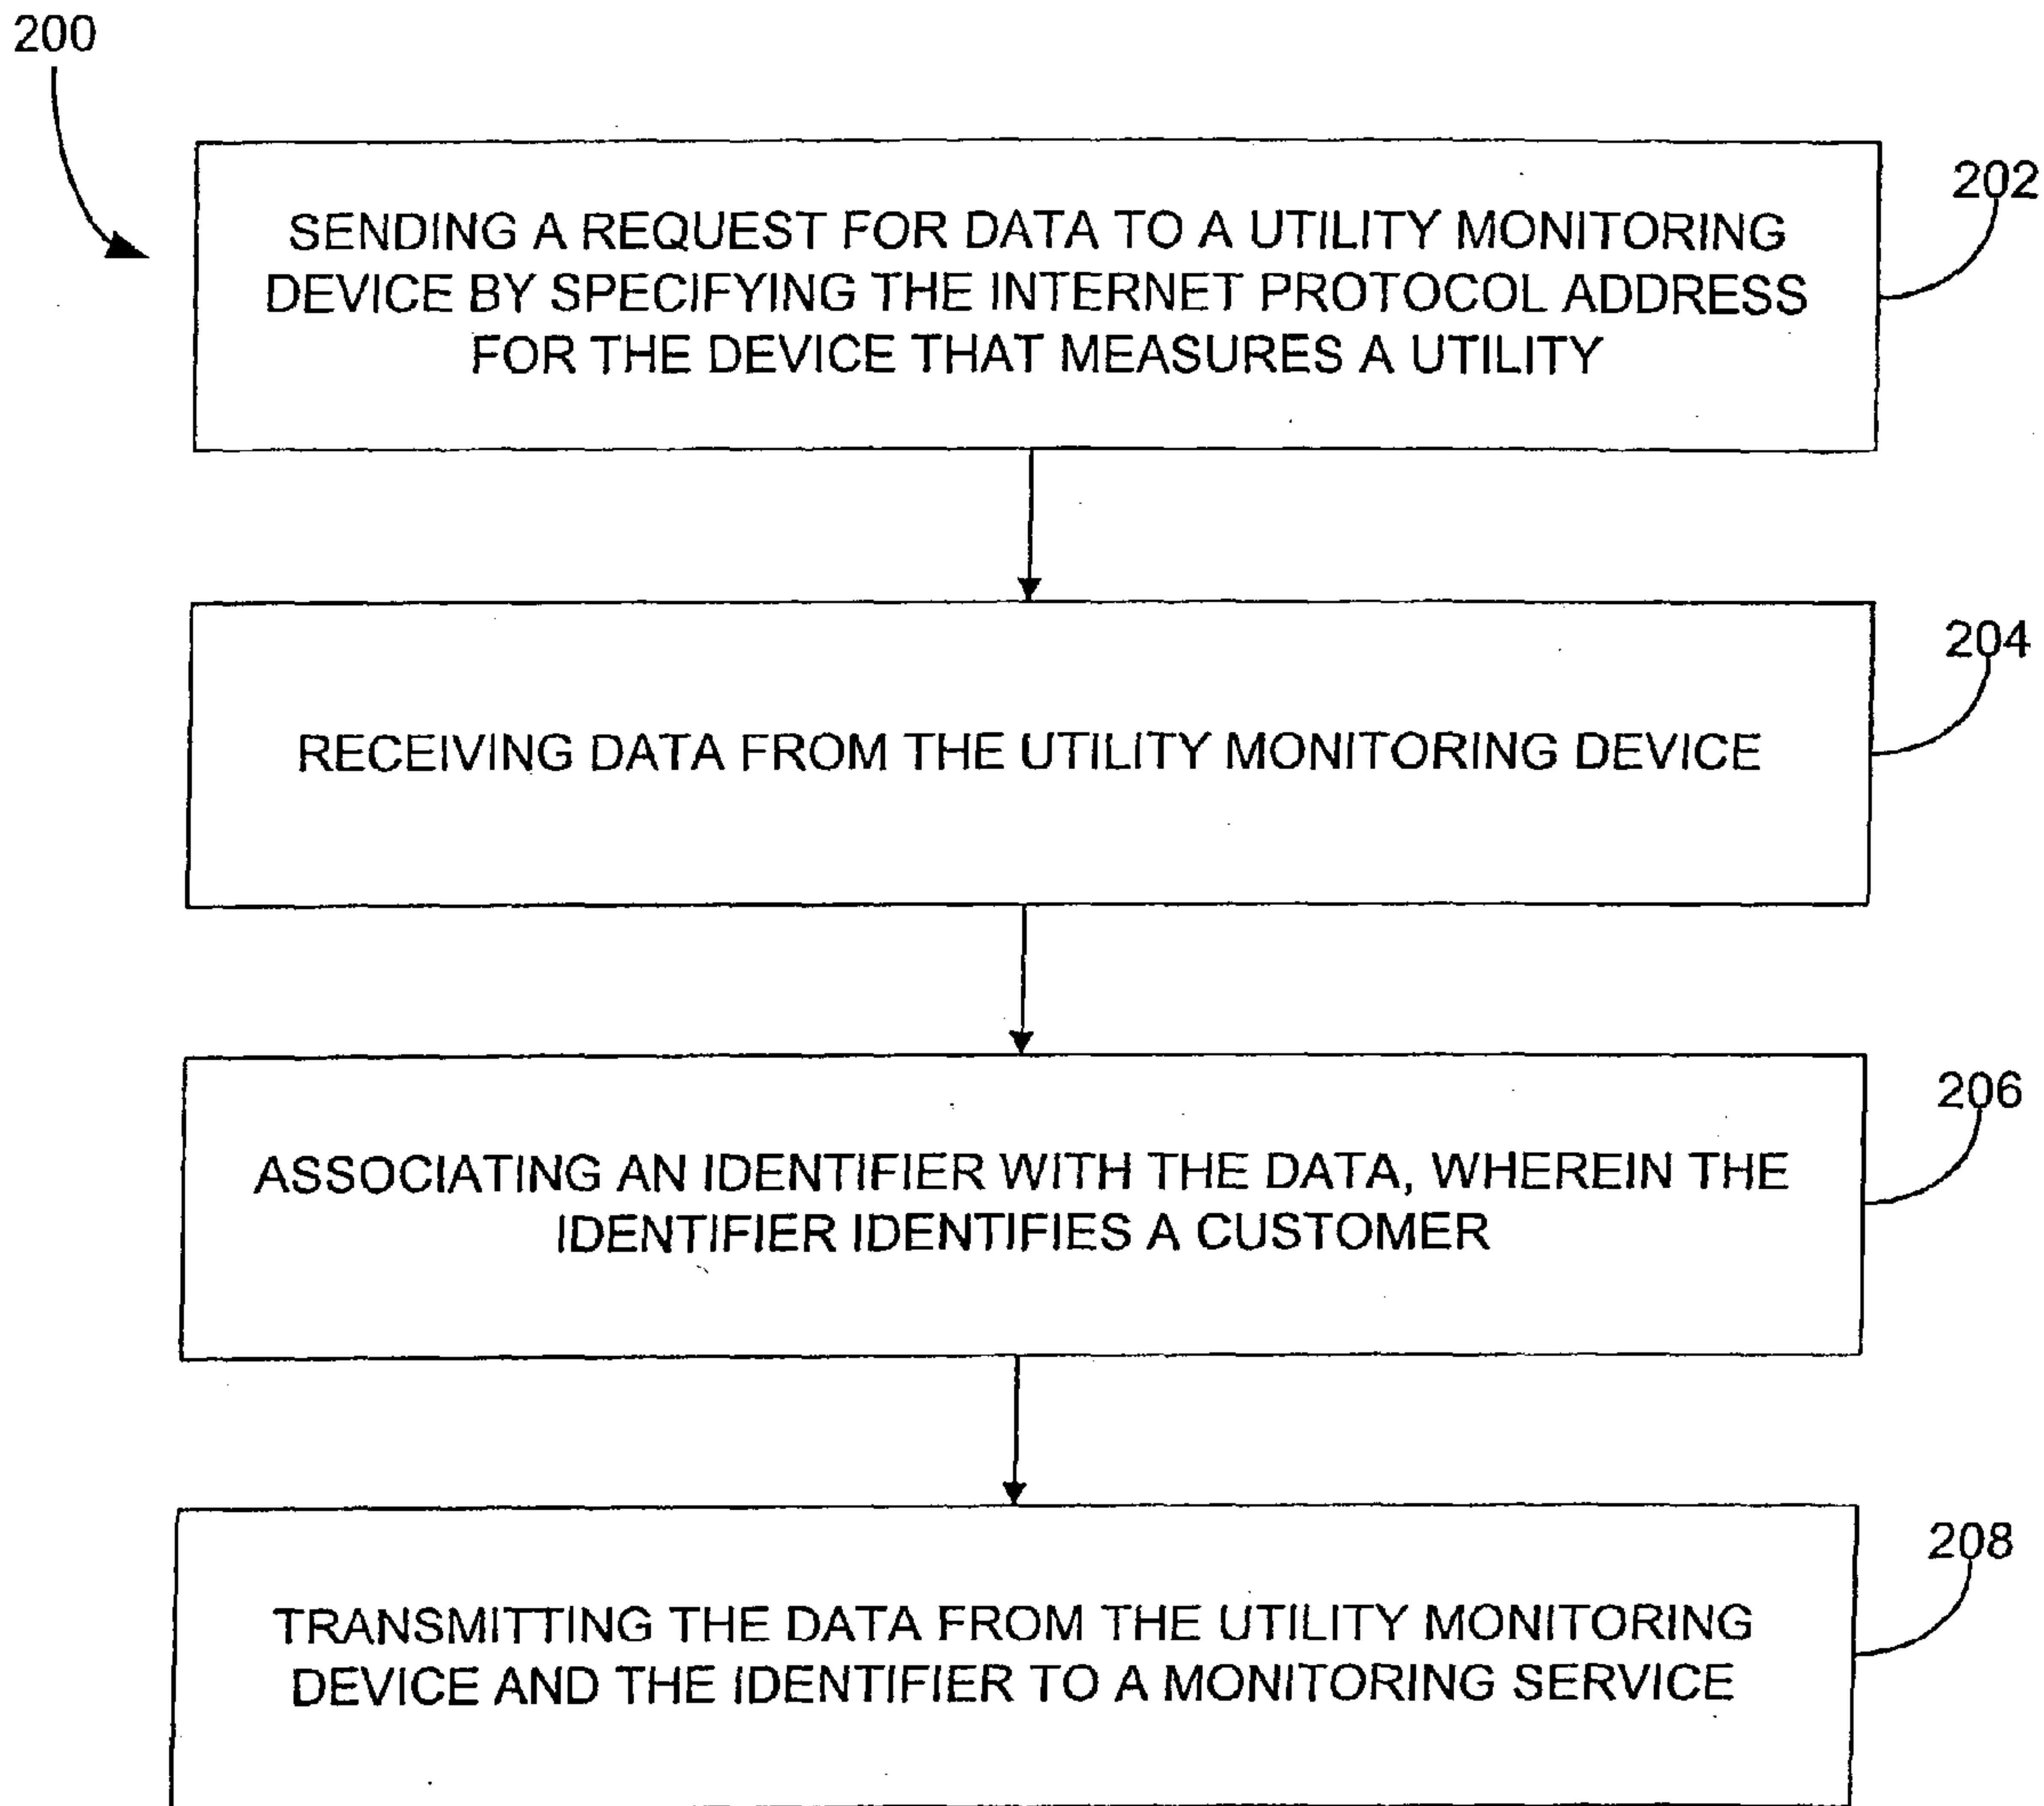 200
202
SENDING A REQUEST FOR DATA TO A UTILITY MONITORING
DEVICE BY SPECIFYING THE INTERNET PROTOCOL ADDRESS
FOR THE DEVICE THAT MEASURES A UTILITY
204
RECEIVING DATA FROM THE UTILITY MONITORING DEVICE
206
ASSOCIATING AN IDENTIFIER WITH THE DATA, WHEREIN THE
IDENTIFIER IDENTIFIES A CUSTOMER
208
TRANSMITTING THE DATA FROM THE UTILITY MONITORING
DEVICE AND THE IDENTIFIER TO A MONITORING SERVICE